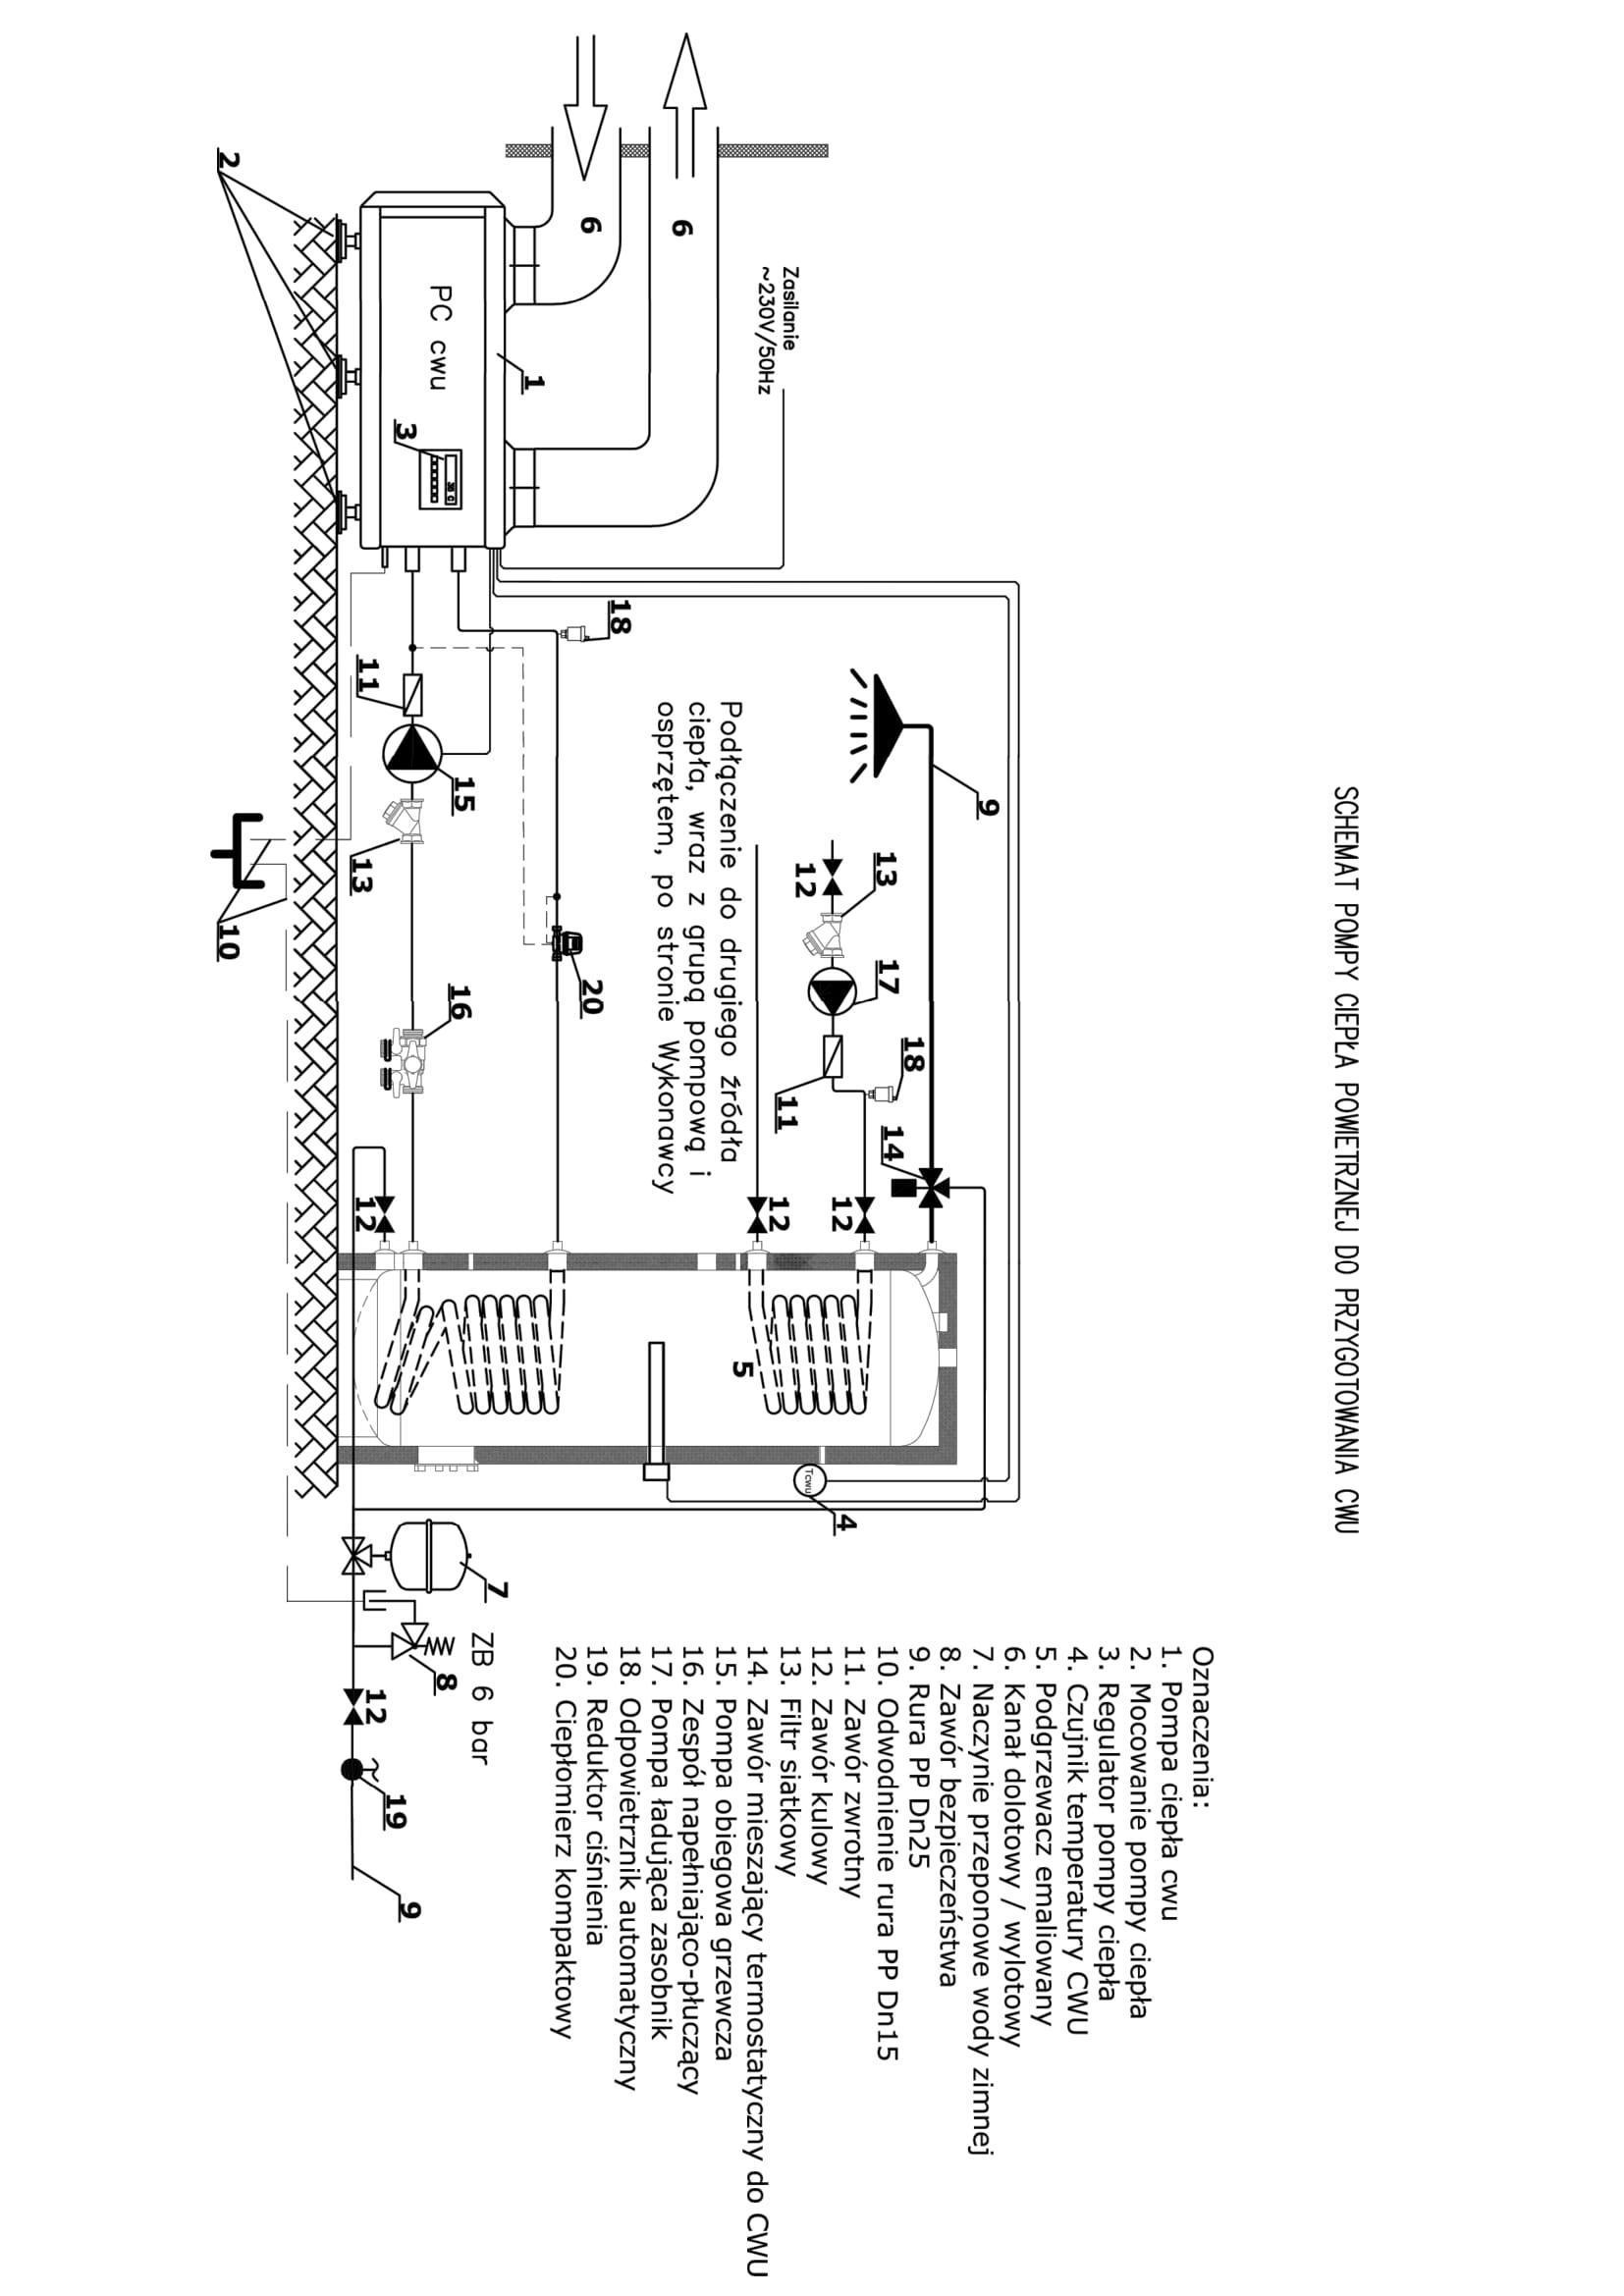 SCHEMAT POMPY CIEPŁA POWIETRZNEJ DO PRZYGOTOWANIA CWU
Zasilanie
~230V/50Hz
6
6
1
PC cwu
3
2
18
11
15
13
10
16
20
9
13
12
17
11
18
14
12
12
12
Podłączenie do drugiego źródła
ciepła, wraz z grupą pompową i
osprzętem, po stronie Wykonawcy
5
Tcwu
4
7
8
ZB 6 bar
12
19
9
Oznaczenia:
1. Pompa ciepła cwu
2. Mocowanie pompy ciepła
3. Regulator pompy ciepła
4. Czujnik temperatury CWU
5. Podgrzewacz emaliowany
6. Kanał dolotowy / wylotowy
7. Naczynie przeponowe wody zimnej
8. Zawór bezpieczeństwa
9. Rura PP Dn25
10. Odwodnienie rura PP Dn15
11. Zawór zwrotny
12. Zawór kulowy
13. Filtr siatkowy
14. Zawór mieszający termostatyczny do CWU
15. Pompa obiegowa grzewcza
16. Zespół napełniająco-płuczący
17. Pompa ładująca zasobnik
18. Odpowietrznik automatyczny
19. Reduktor ciśnienia
20. Ciepłomierz kompaktowy